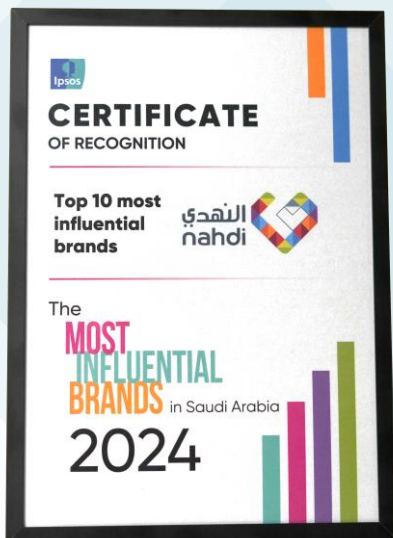 Ipsos
CERTIFICATE
OF RECOGNITION
Top 10 most
influential
brands
النهدي
nahdi
The
MOST
INFLUENTIAL
BRANDS in Saudi Arabia
2024